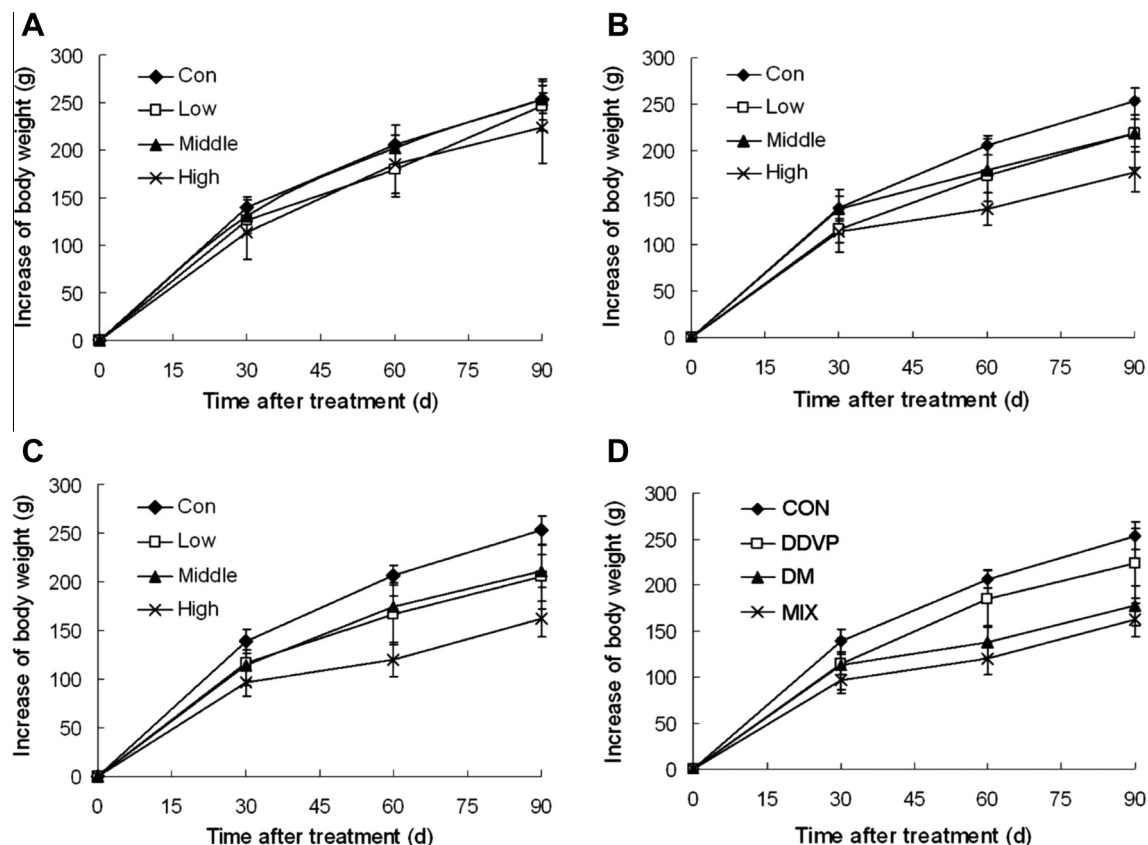 A
Increase of body weight (g)
300
250
200
150
100
50
0
Con
Low
Middle
High
0 15 30 45 60 75 90
Time after treatment (d)
B
Increase of body weight (g)
300
250
200
150
100
50
0
Con
Low
Middle
High
0 15 30 45 60 75 90
Time after treatment (d)
C
Increase of body weight (g)
300
250
200
150
100
50
0
Con
Low
Middle
High
0 15 30 45 60 75 90
Time after treatment (d)
D
Increase of body weight (g)
300
250
200
150
100
50
0
CON
DDVP
DM
MIX
0 15 30 45 60 75 90
Time after treatment (d)